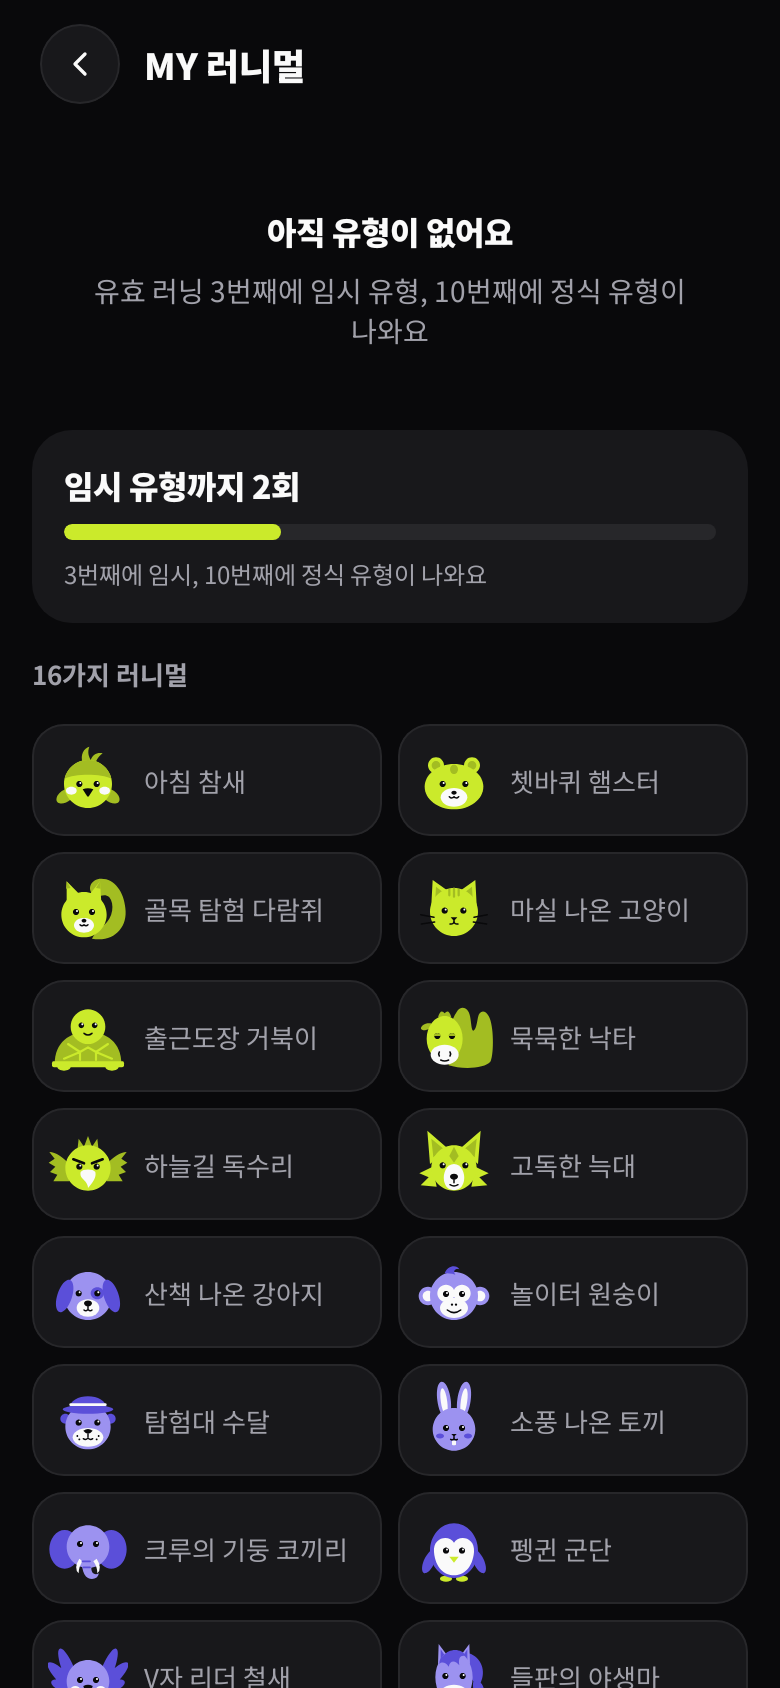 MY 러니멀
아직 유형이 없어요
유효 러닝 3번째에 임시 유형, 10번째에 정식 유형이
나와요
임시 유형까지 2회
3번째에 임시, 10번째에 정식 유형이 나와요
16가지 러니멀
아침 참새
쳇바퀴 햄스터
골목 탐험 다람쥐
마실 나온 고양이
출근도장 거북이
묵묵한 낙타
하늘길 독수리
고독한 늑대
산책 나온 강아지
놀이터 원숭이
탐험대 수달
소풍 나온 토끼
크루의 기둥 코끼리
펭귄 군단
V자 리더 철새
들판의 야생마